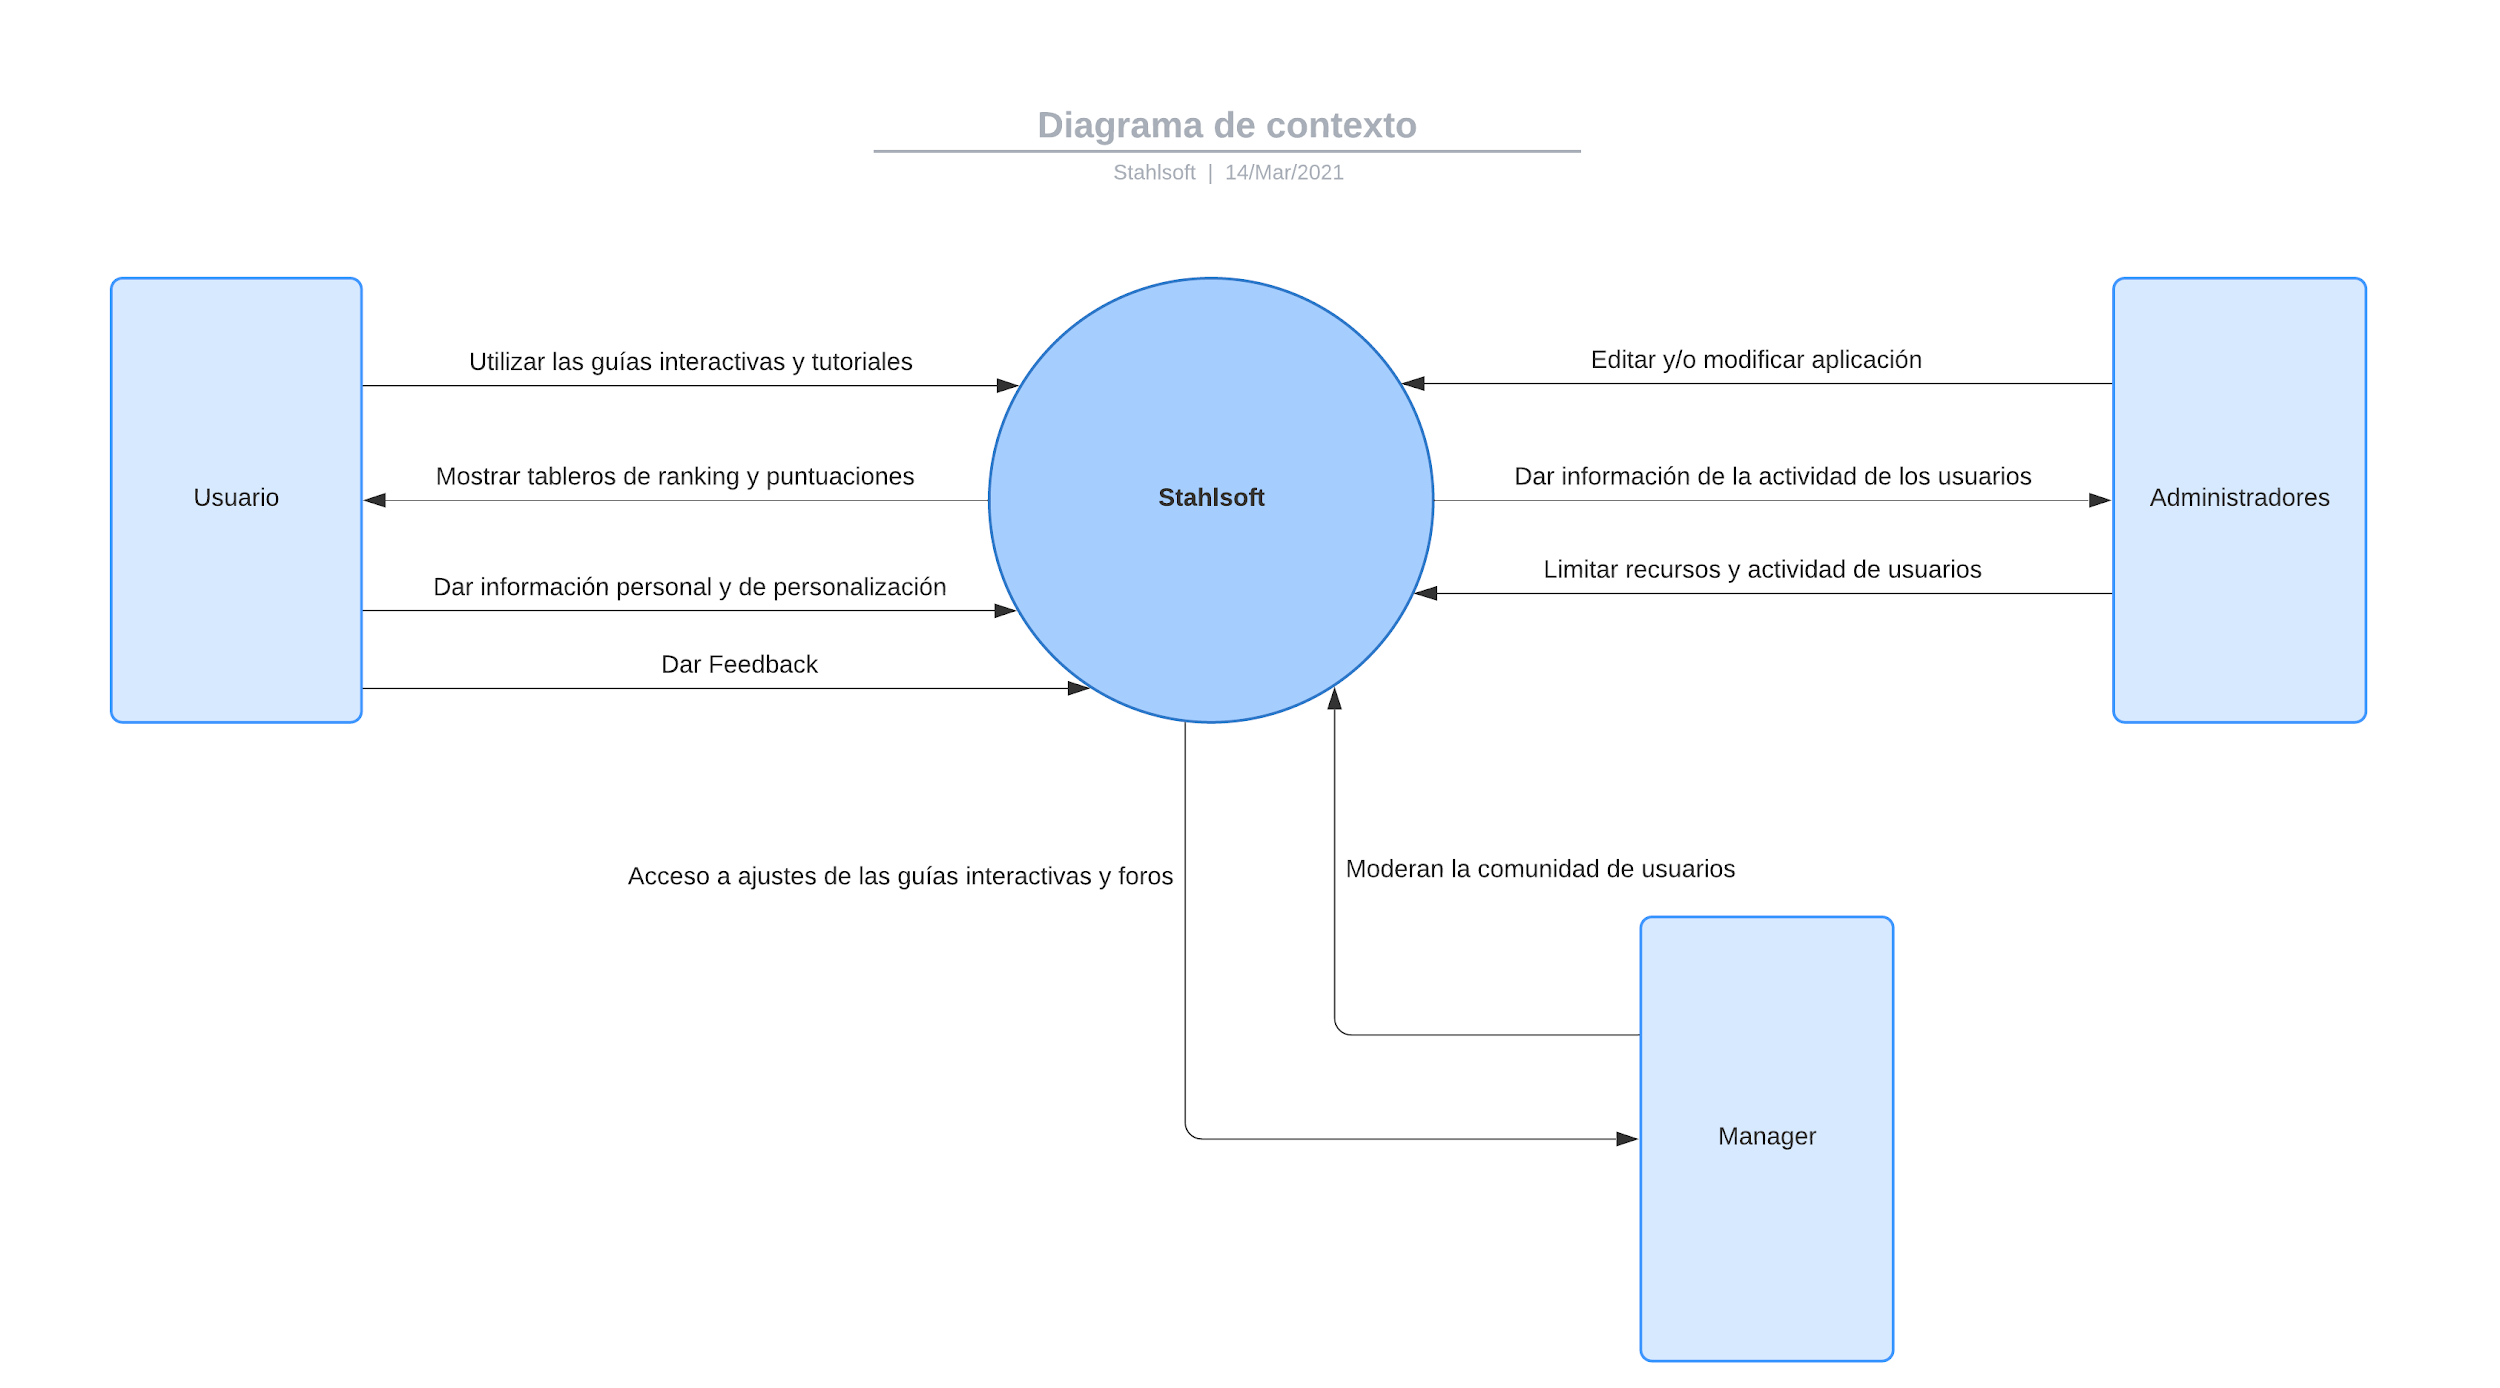 Diagrama de contexto
Stahlsoft | 14/Mar/2021
Utilizar las guías interactivas y tutoriales
Editar y/o modificar aplicación
Mostrar tableros de ranking y puntuaciones
Dar información de la actividad de los usuarios
Usuario
Stahlsoft
Administradores
Limitar recursos y actividad de usuarios
Dar información personal y de personalización
Dar Feedback
Acceso a ajustes de las guías interactivas y foros
Moderan la comunidad de usuarios
Manager